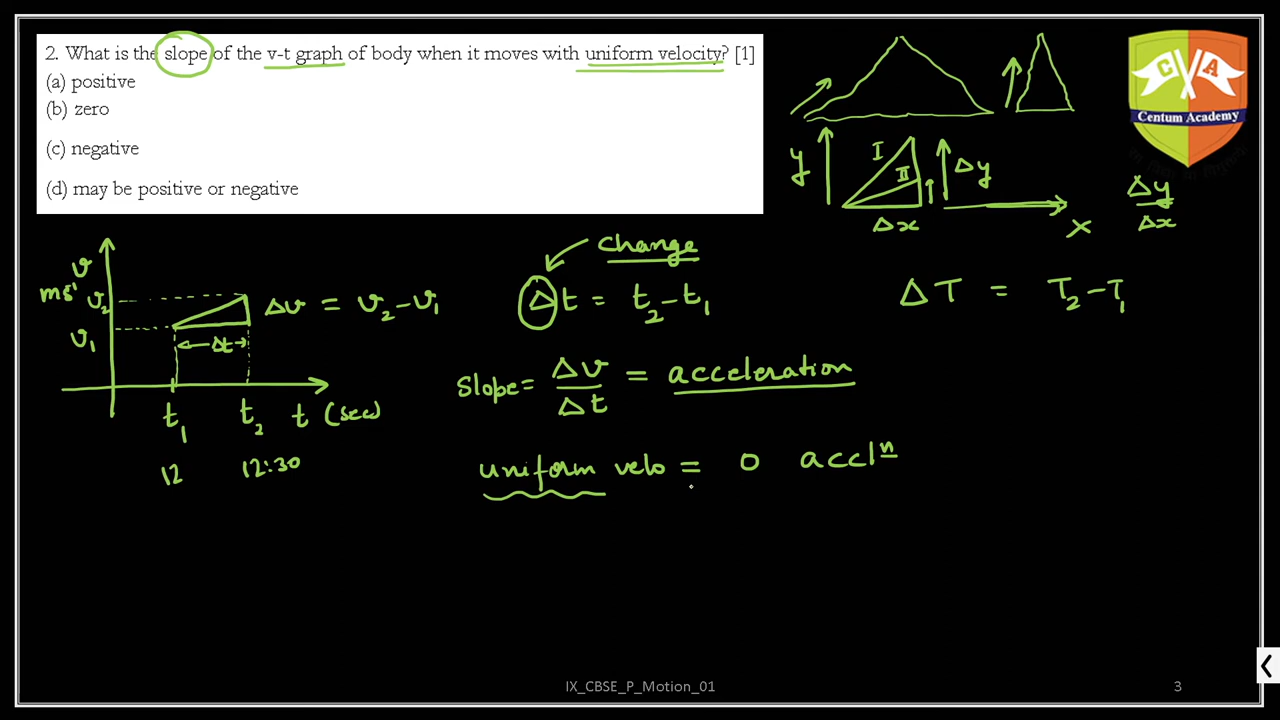 2. What is the slope of the v-t graph of body when it moves with uniform velocity? [1]
(a) positive
(b) zero
(c) negative
(d) may be positive or negative
C A
Centum Academy
y
I
II
Δy
Δx
x
Δy
Δx
v
ms⁻¹
v₂
v₁
Δv = v₂-v₁
Δt
t₁
t₂
t (sec)
12
12:30
change
Δt = t₂-t₁
ΔT = T₂-T₁
Slope = Δv/Δt = acceleration
uniform velo = 0 acclⁿ
IX_CBSE_P_Motion_01
3